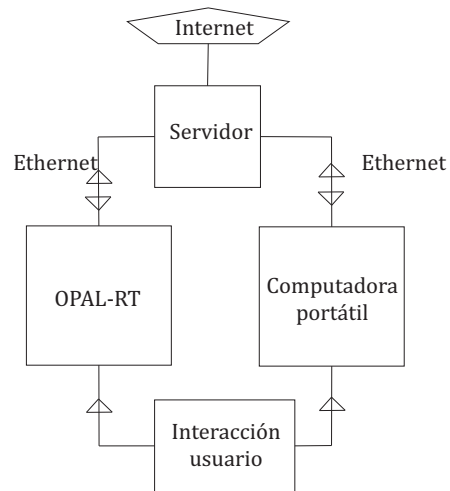 Internet
Servidor
Ethernet
Ethernet
OPAL-RT
Computadora
portátil
Interacción
usuario